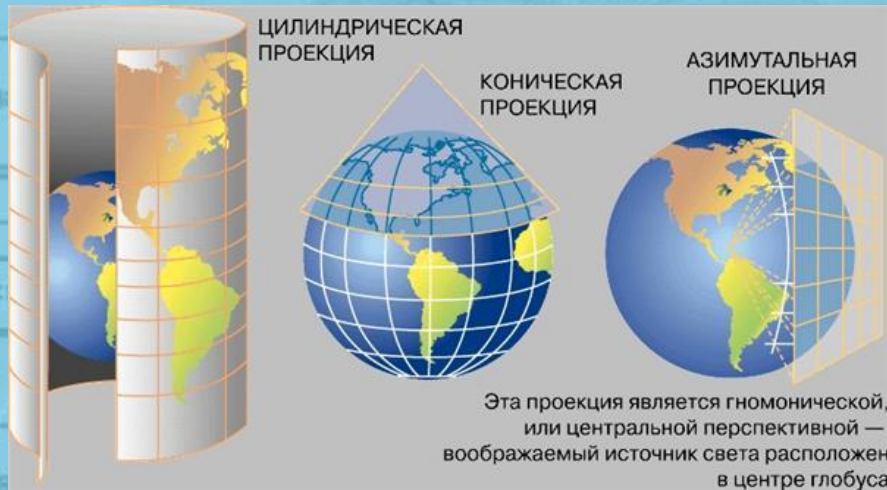 ЦИЛИНДРИЧЕСКАЯ
ПРОЕКЦИЯ
КОНИЧЕСКАЯ
ПРОЕКЦИЯ
АЗИМУТАЛЬНАЯ
ПРОЕКЦИЯ
Эта проекция является гномонической,
или центральной перспективной —
воображаемый источник света расположен
в центре глобуса